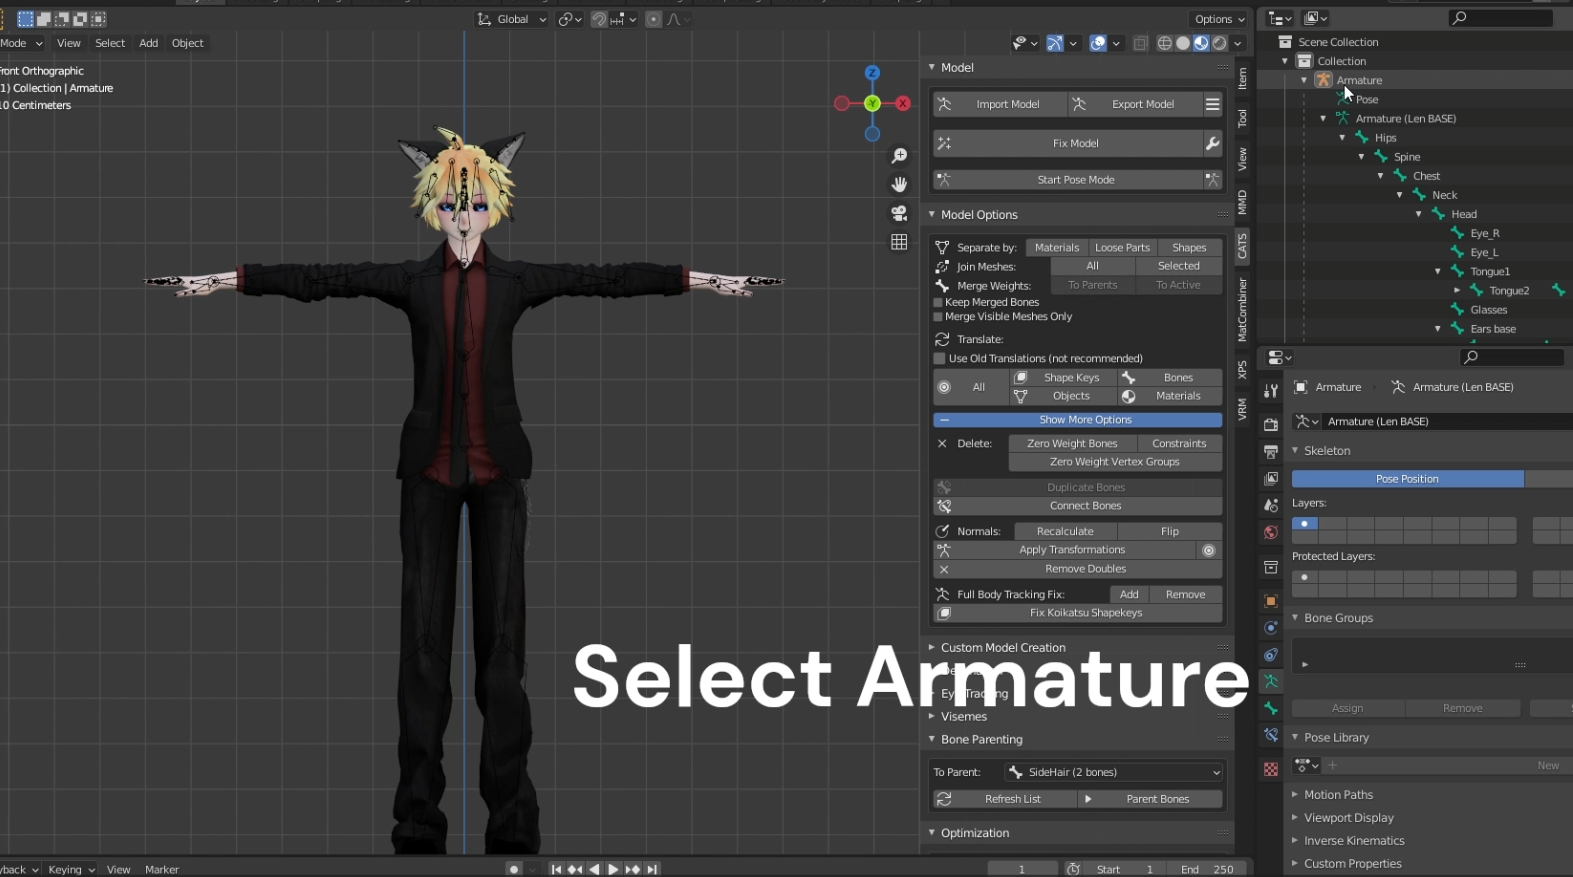 Global
Options
Mode
View
Select
Add
Object
Front Orthographic
1) Collection | Armature
10 Centimeters
Z
Y
X
Model
Import Model
Export Model
Fix Model
Start Pose Mode
Model Options
Separate by:
Materials
Loose Parts
Shapes
Join Meshes:
All
Selected
Merge Weights:
To Parents
To Active
Keep Merged Bones
Merge Visible Meshes Only
Translate:
Use Old Translations (not recommended)
All
Shape Keys
Bones
Objects
Materials
Show More Options
Delete:
Zero Weight Bones
Constraints
Zero Weight Vertex Groups
Duplicate Bones
Connect Bones
Normals:
Recalculate
Flip
Apply Transformations
Remove Doubles
Full Body Tracking Fix:
Add
Remove
Fix Koikatsu Shapekeys
Custom Model Creation
Select Armature
Visemes
Bone Parenting
To Parent:
SideHair (2 bones)
Refresh List
Parent Bones
Optimization
Item
Tool
View
MMD
CATS
MatCombiner
XPS
VRM
Scene Collection
Collection
Armature
Pose
Armature (Len BASE)
Hips
Spine
Chest
Neck
Head
Eye_R
Eye_L
Tongue1
Tongue2
Glasses
Ears base
Armature
Armature (Len BASE)
Armature (Len BASE)
Skeleton
Pose Position
Layers:
Protected Layers:
Bone Groups
Assign
Remove
Pose Library
New
Motion Paths
Viewport Display
Inverse Kinematics
Custom Properties
yback
Keying
View
Marker
1
Start
1
End
250